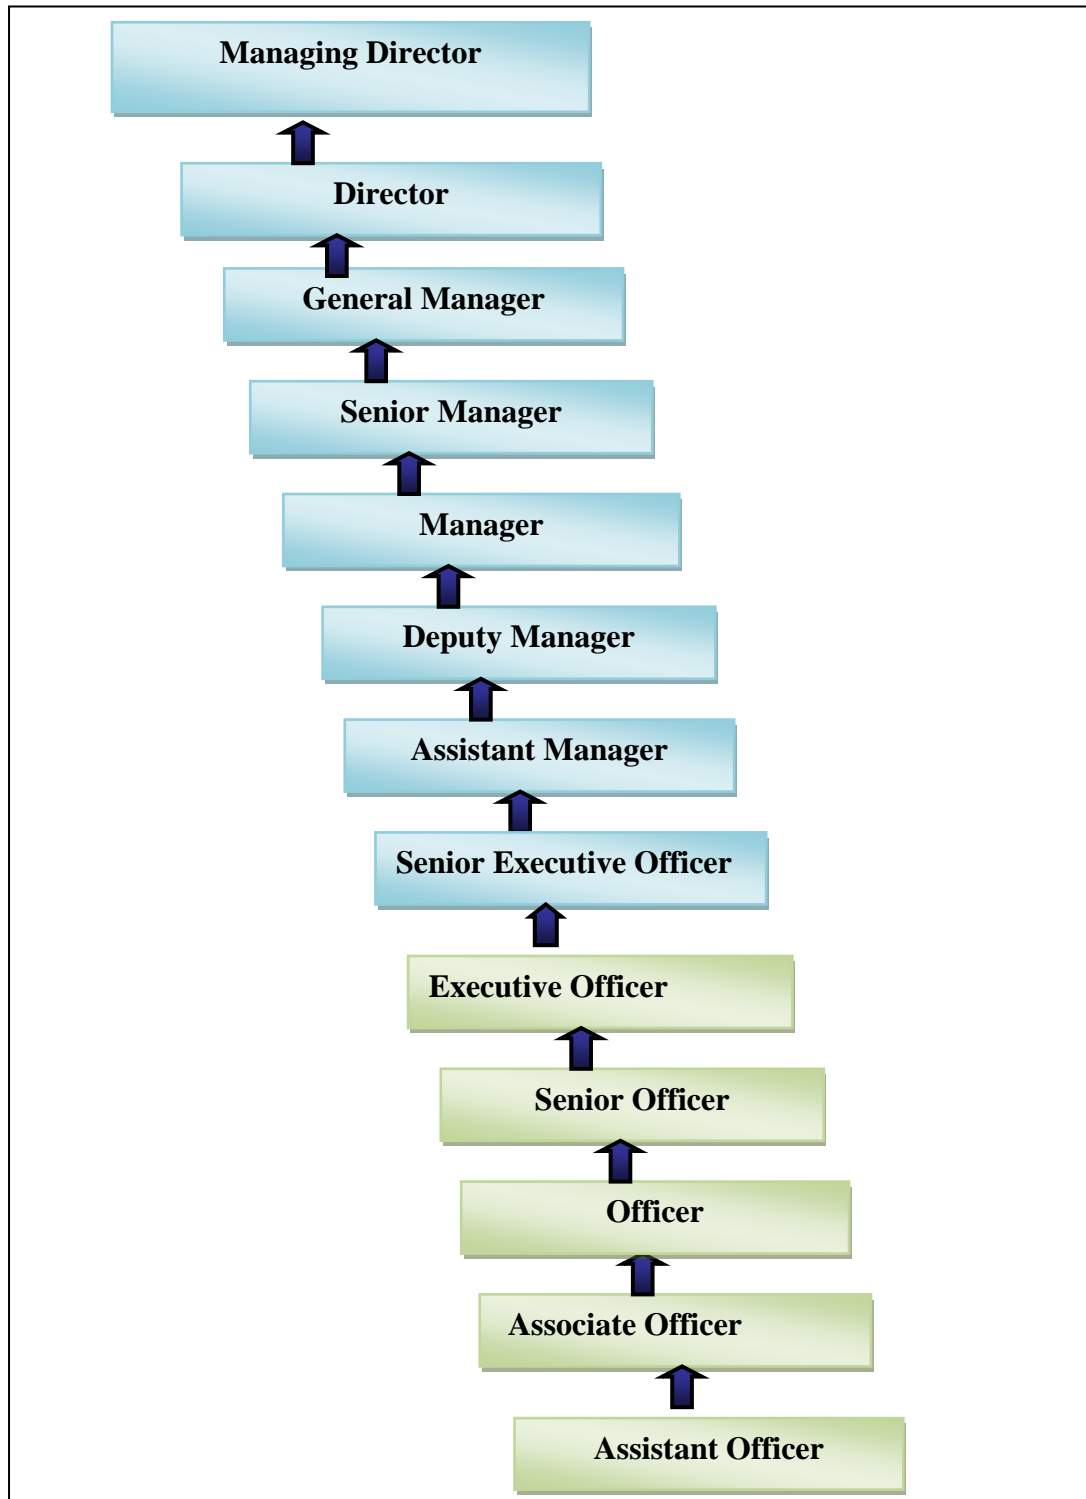 Managing Director
Director
General Manager
Senior Manager
Manager
Deputy Manager
Assistant Manager
Senior Executive Officer
Executive Officer
Senior Officer
Officer
Associate Officer
Assistant Officer